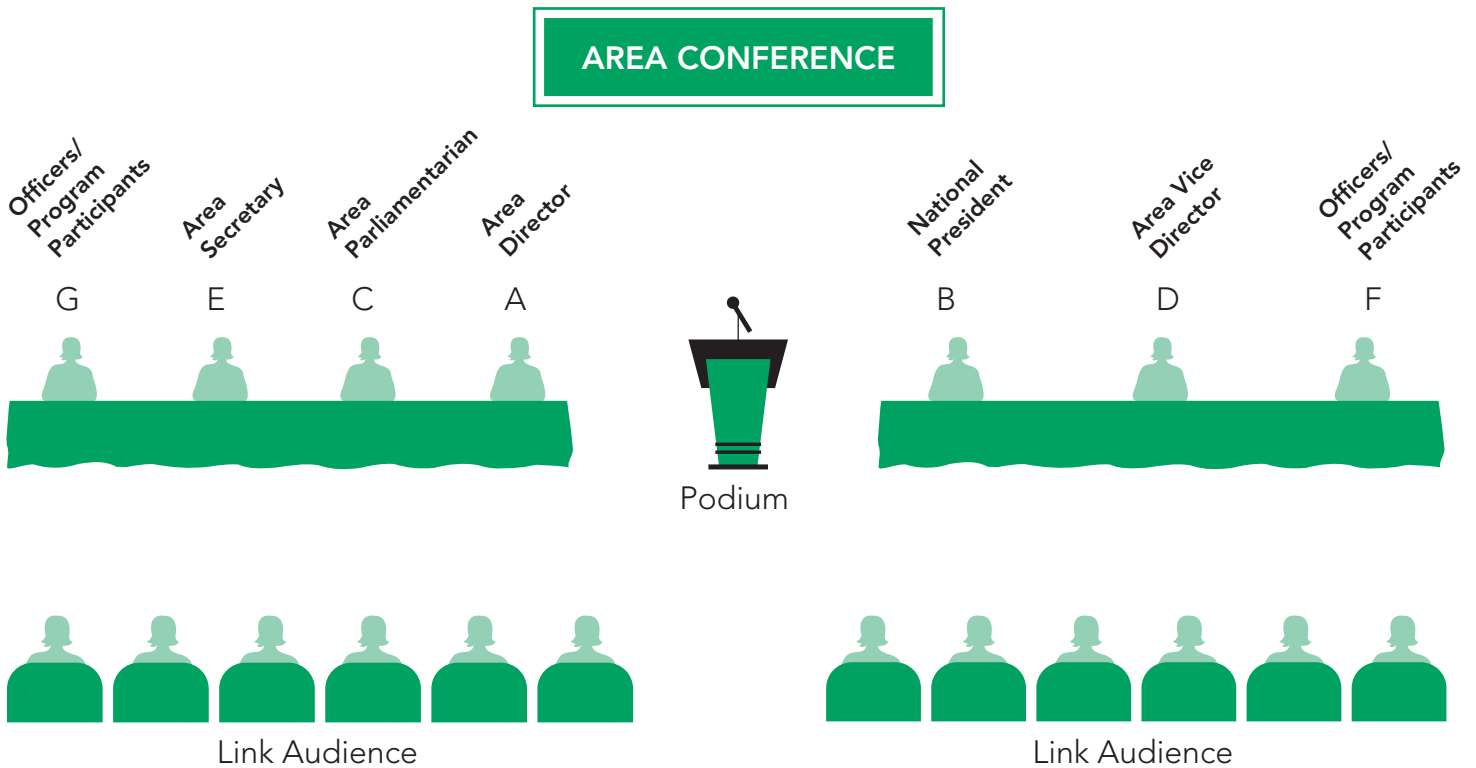 AREA CONFERENCE
Officers/
Program
Participants
Area
Secretary
Area
Parliamentarian
Area
Director
National
President
Area Vice
Director
Officers/
Program
Participants
G
E
C
A
B
D
F
Podium
Link Audience
Link Audience